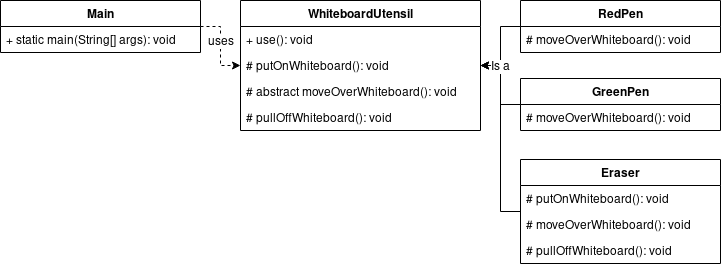 Main
+ static main(String[] args): void
uses
WhiteboardUtensil
+ use(): void
# putOnWhiteboard(): void
# abstract moveOverWhiteboard(): void
# pullOffWhiteboard(): void
Is a
RedPen
# moveOverWhiteboard(): void
GreenPen
# moveOverWhiteboard(): void
Eraser
# putOnWhiteboard(): void
# moveOverWhiteboard(): void
# pullOffWhiteboard(): void